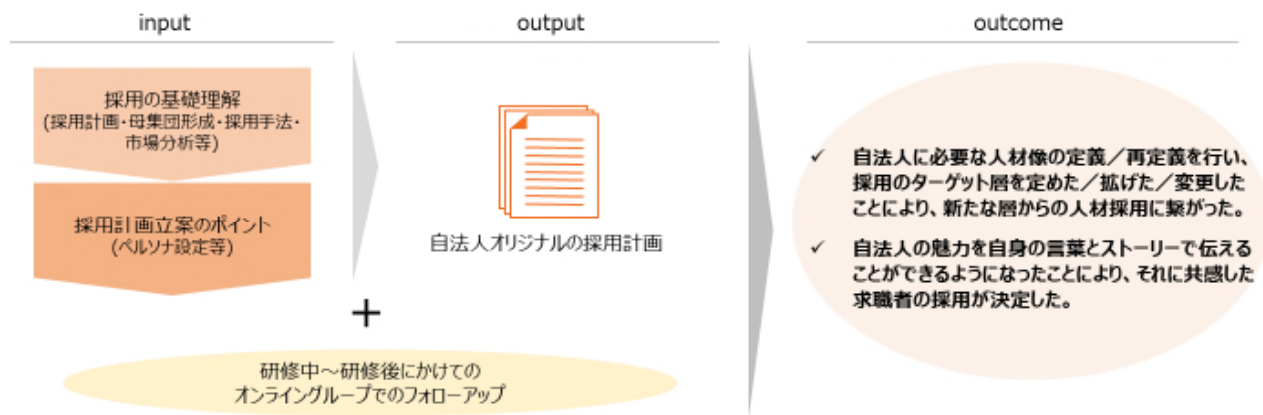 input
採用の基礎理解
(採用計画・母集団形成・採用手法・
市場分析等)
採用計画立案のポイント
(ペルソナ設定等)
output
自法人オリジナルの採用計画
+
研修中～研修後にかけての
オンライングループでのフォローアップ
outcome
✓ 自法人に必要な人材像の定義／再定義を行い、
採用のターゲット層を定めた／拡げた／変更した
ことにより、新たな層からの人材採用に繋がった。
✓ 自法人の魅力を自身の言葉とストーリーで伝える
ことができるようになったことにより、それに共感した
求職者の採用が決定した。